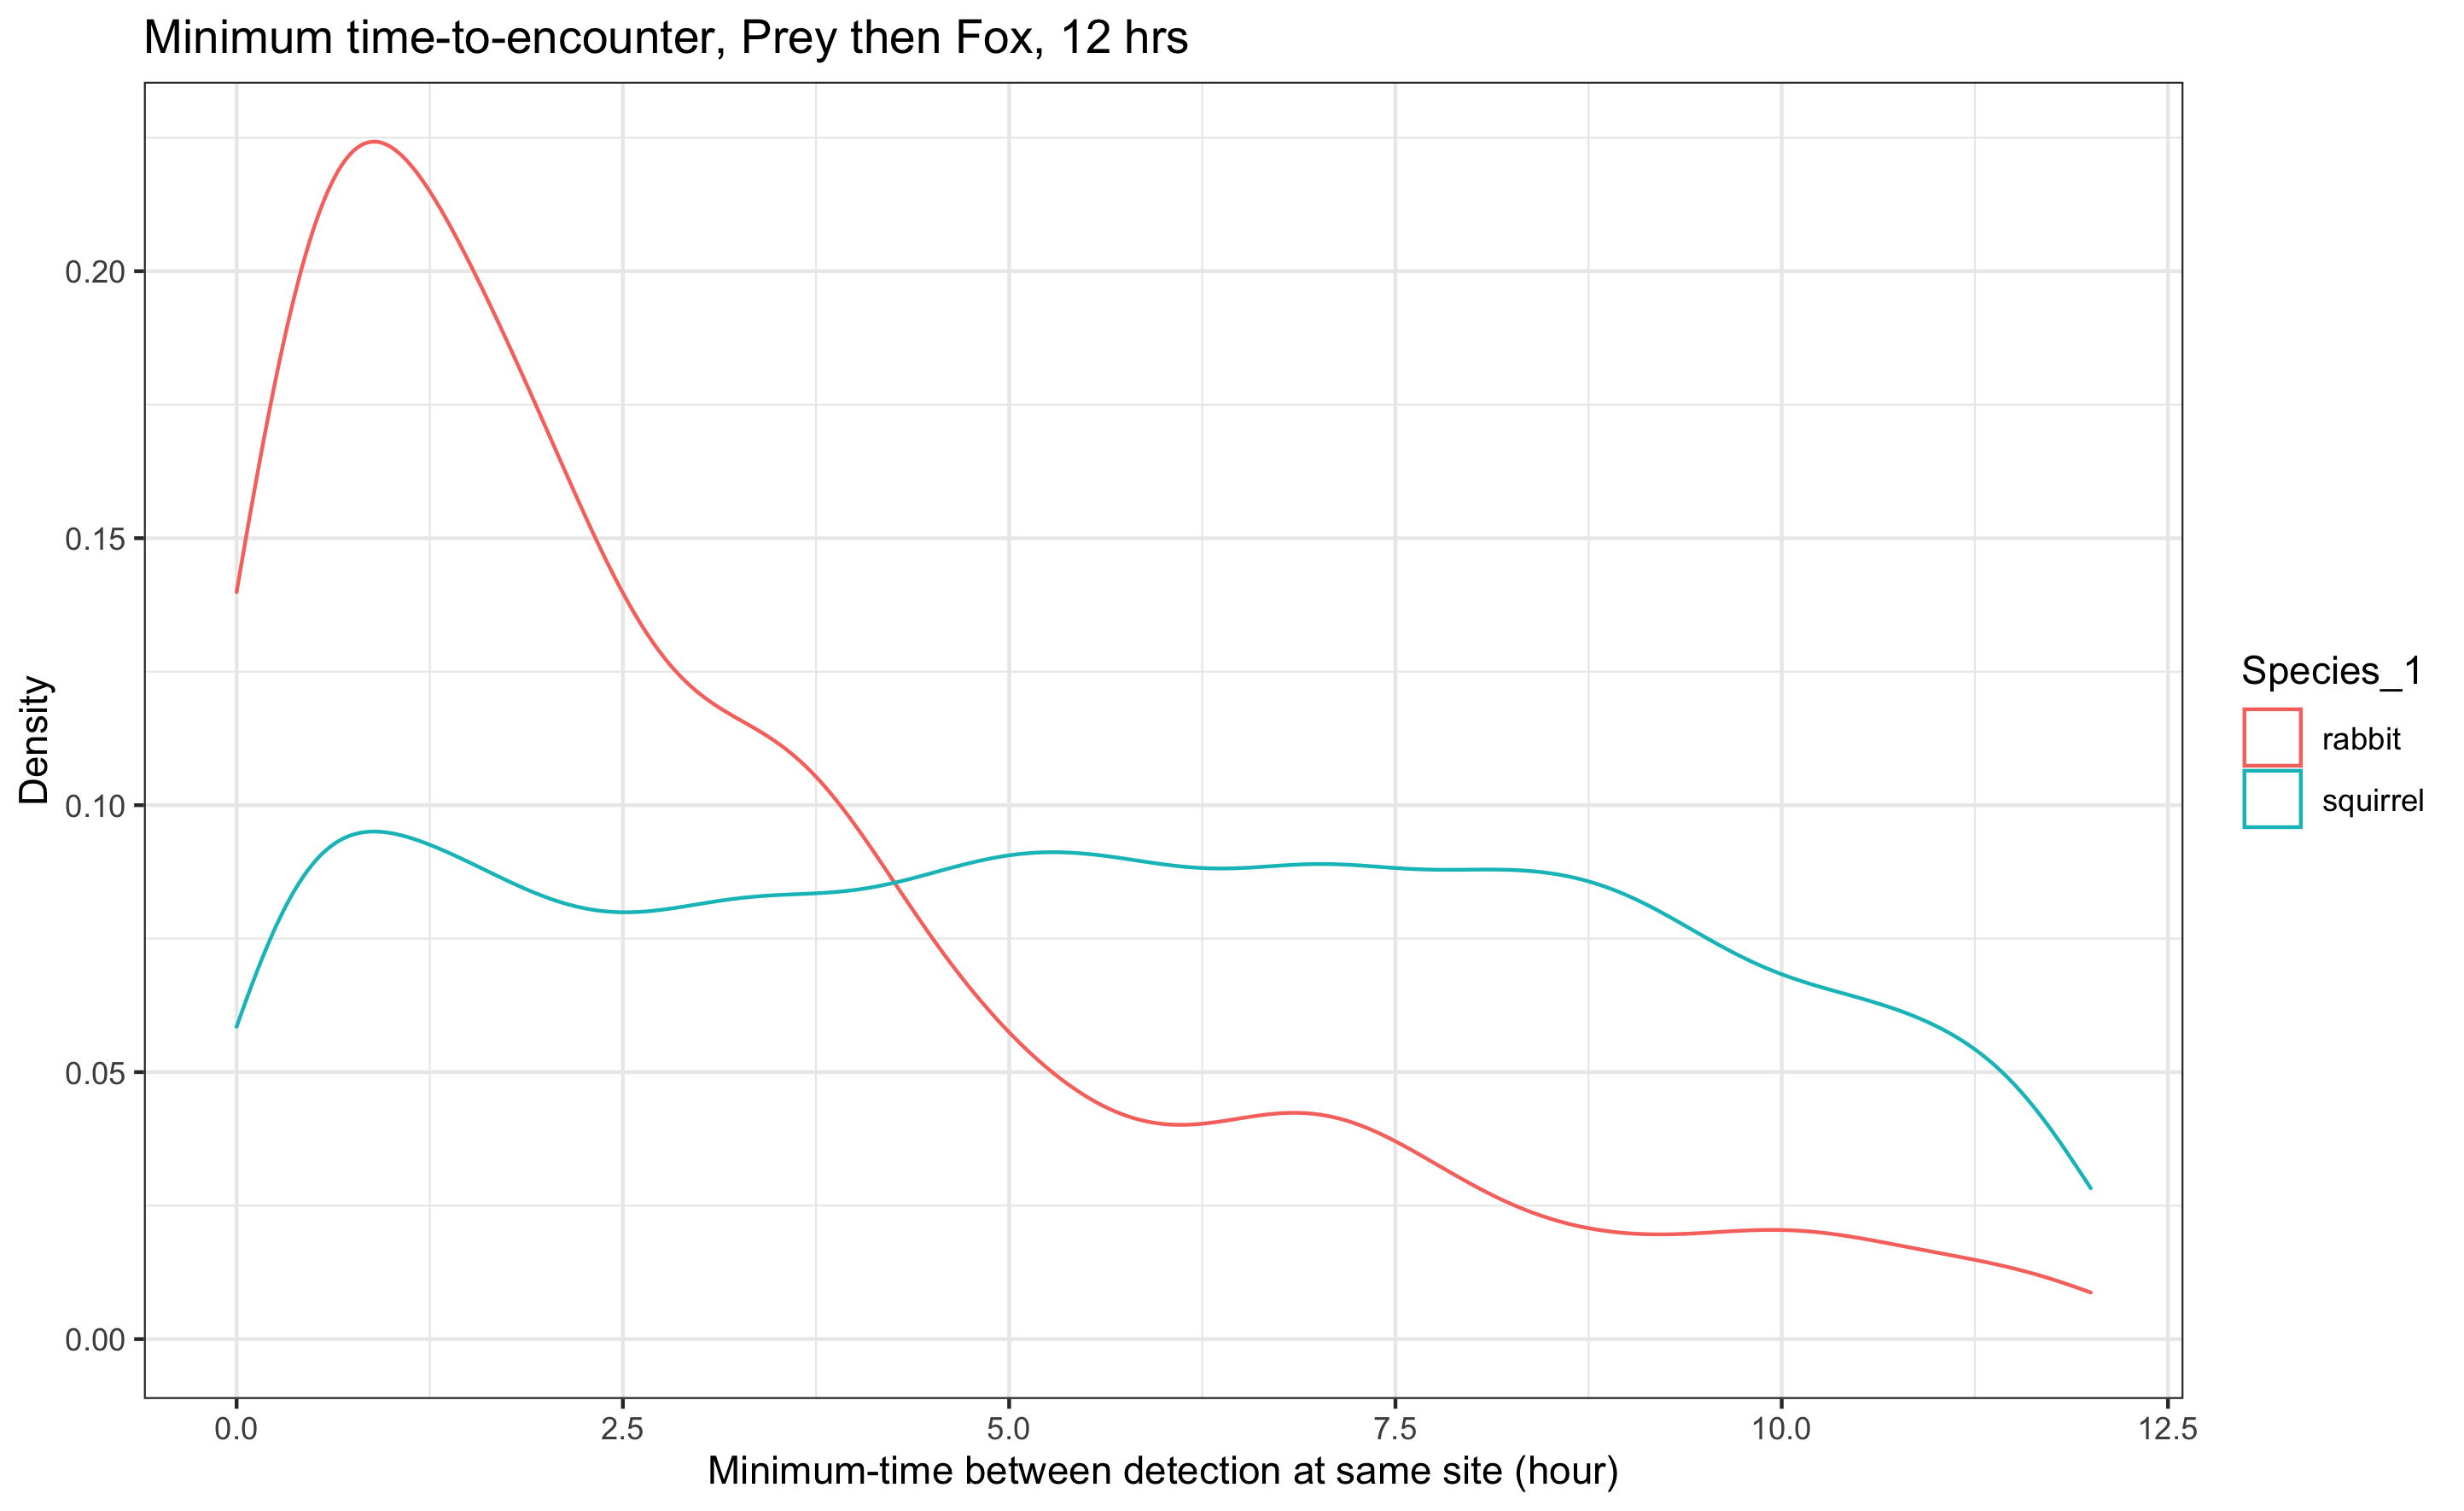 Minimum time-to-encounter, Prey then Fox, 12 hrs
Density
0.20
0.15
0.10
0.05
0.00
0.0 2.5 5.0 7.5 10.0 12.5
Minimum-time between detection at same site (hour)
Species_1
rabbit
squirrel